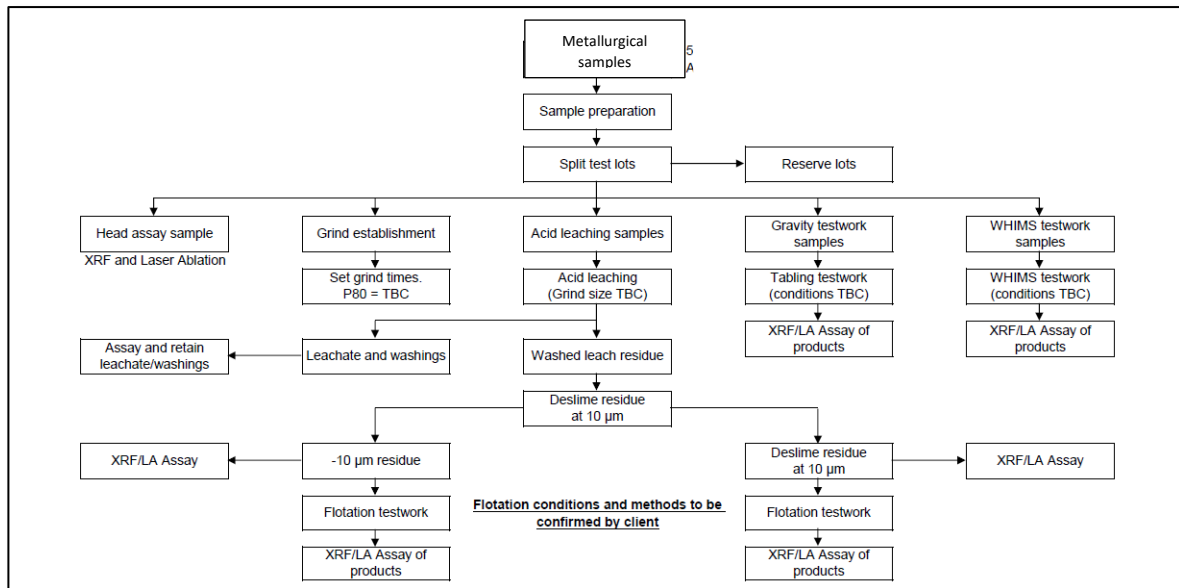 Metallurgical
samples
5
A
Sample preparation
Split test lots
Reserve lots
Head assay sample
XRF and Laser Ablation
Grind establishment
Acid leaching samples
Gravity testwork
samples
WHIMS testwork
samples
Set grind times.
P80 = TBC
Acid leaching
(Grind size TBC)
Tabling testwork
(conditions TBC)
WHIMS testwork
(conditions TBC)
XRF/LA Assay of
products
XRF/LA Assay of
products
Assay and retain
leachate/washings
Leachate and washings
Washed leach residue
Deslime residue
at 10 µm
XRF/LA Assay
-10 µm residue
Deslime residue
at 10 µm
XRF/LA Assay
Flotation testwork
Flotation conditions and methods to be
confirmed by client
Flotation testwork
XRF/LA Assay of
products
XRF/LA Assay of
products